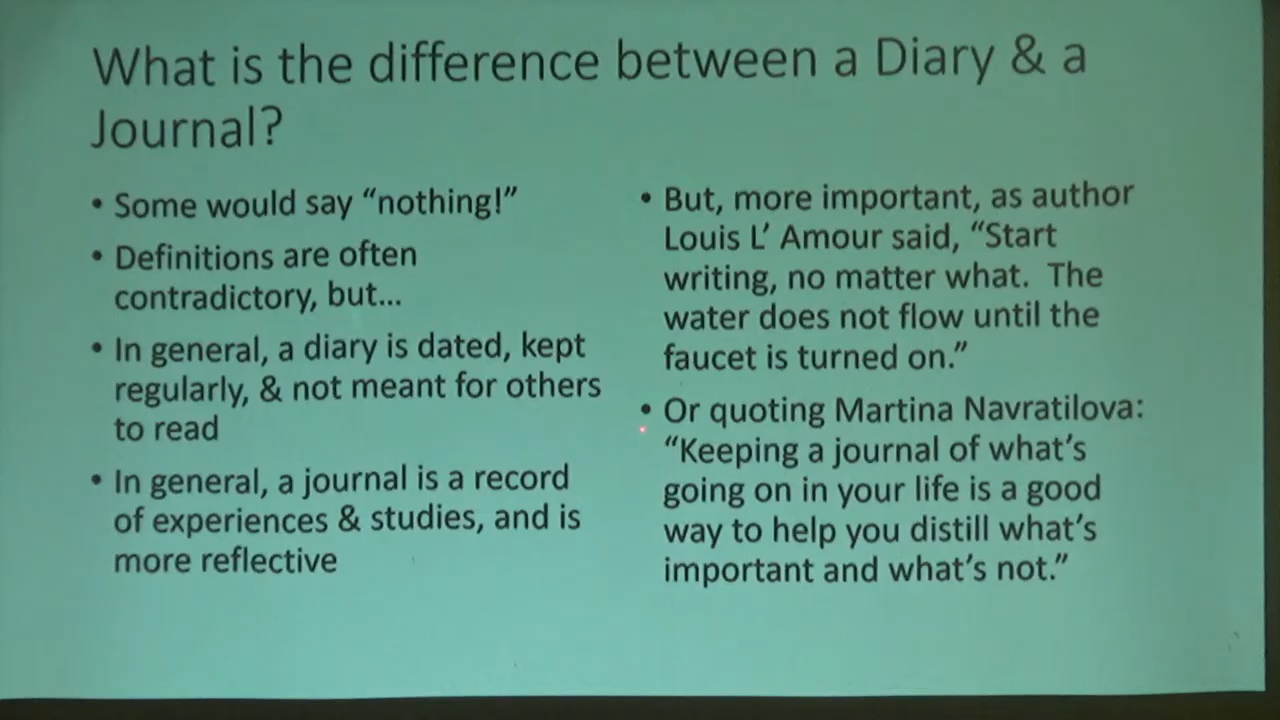 What is the difference between a Diary & a
Journal?
• Some would say “nothing!”
• Definitions are often
contradictory, but...
• In general, a diary is dated, kept
regularly, & not meant for others
to read
• In general, a journal is a record
of experiences & studies, and is
more reflective
• But, more important, as author
Louis L’ Amour said, “Start
writing, no matter what.  The
water does not flow until the
faucet is turned on.”
• Or quoting Martina Navratilova:
“Keeping a journal of what’s
going on in your life is a good
way to help you distill what’s
important and what’s not.”